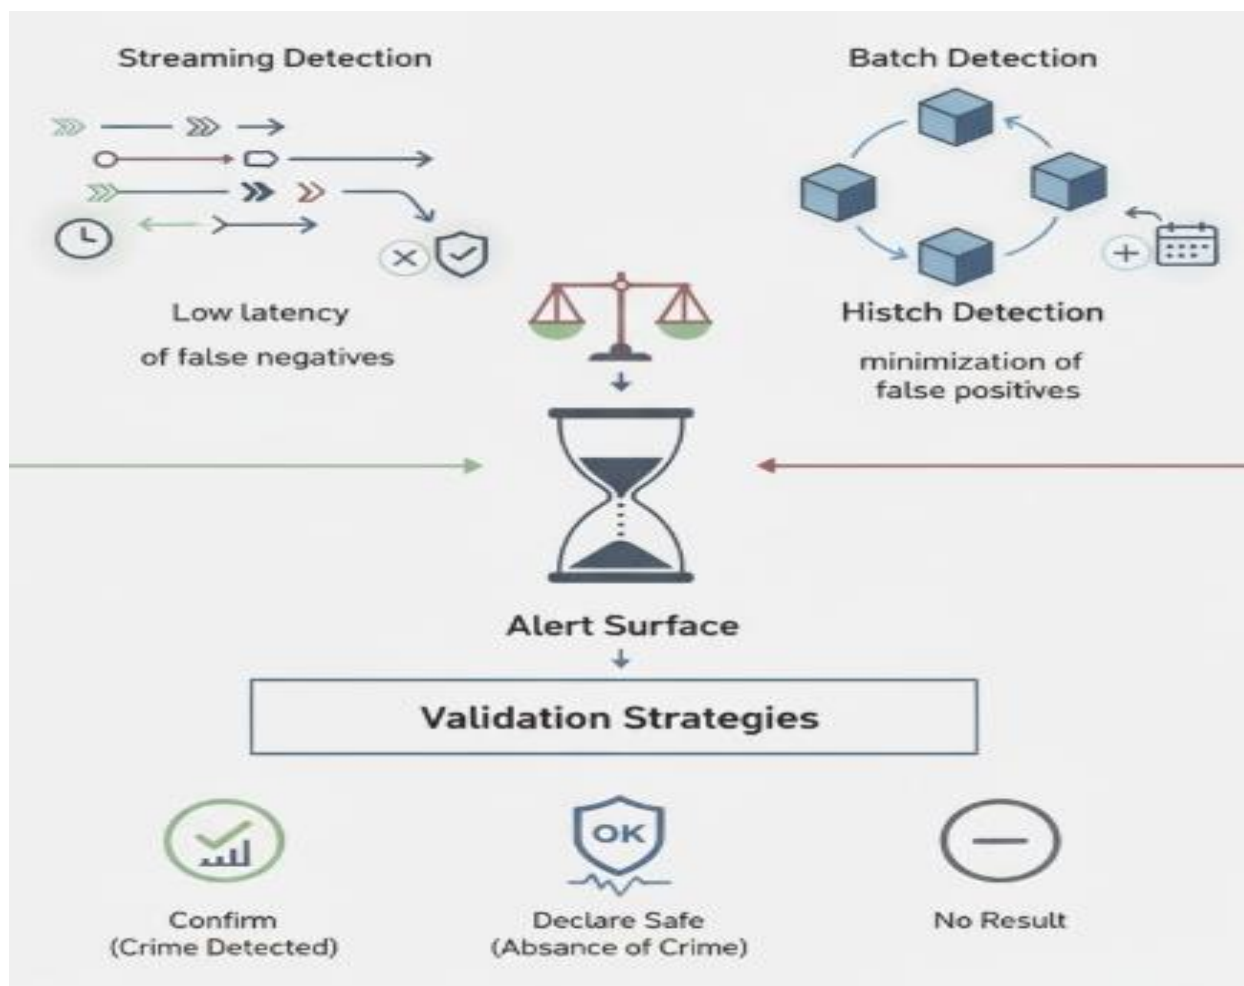 Streaming Detection
Batch Detection
Low latency
of false negatives
Histch Detection
minimization of
false positives
Alert Surface
Validation Strategies
OK
Confirm
(Crime Detected)
Declare Safe
(Absence of Crime)
No Result